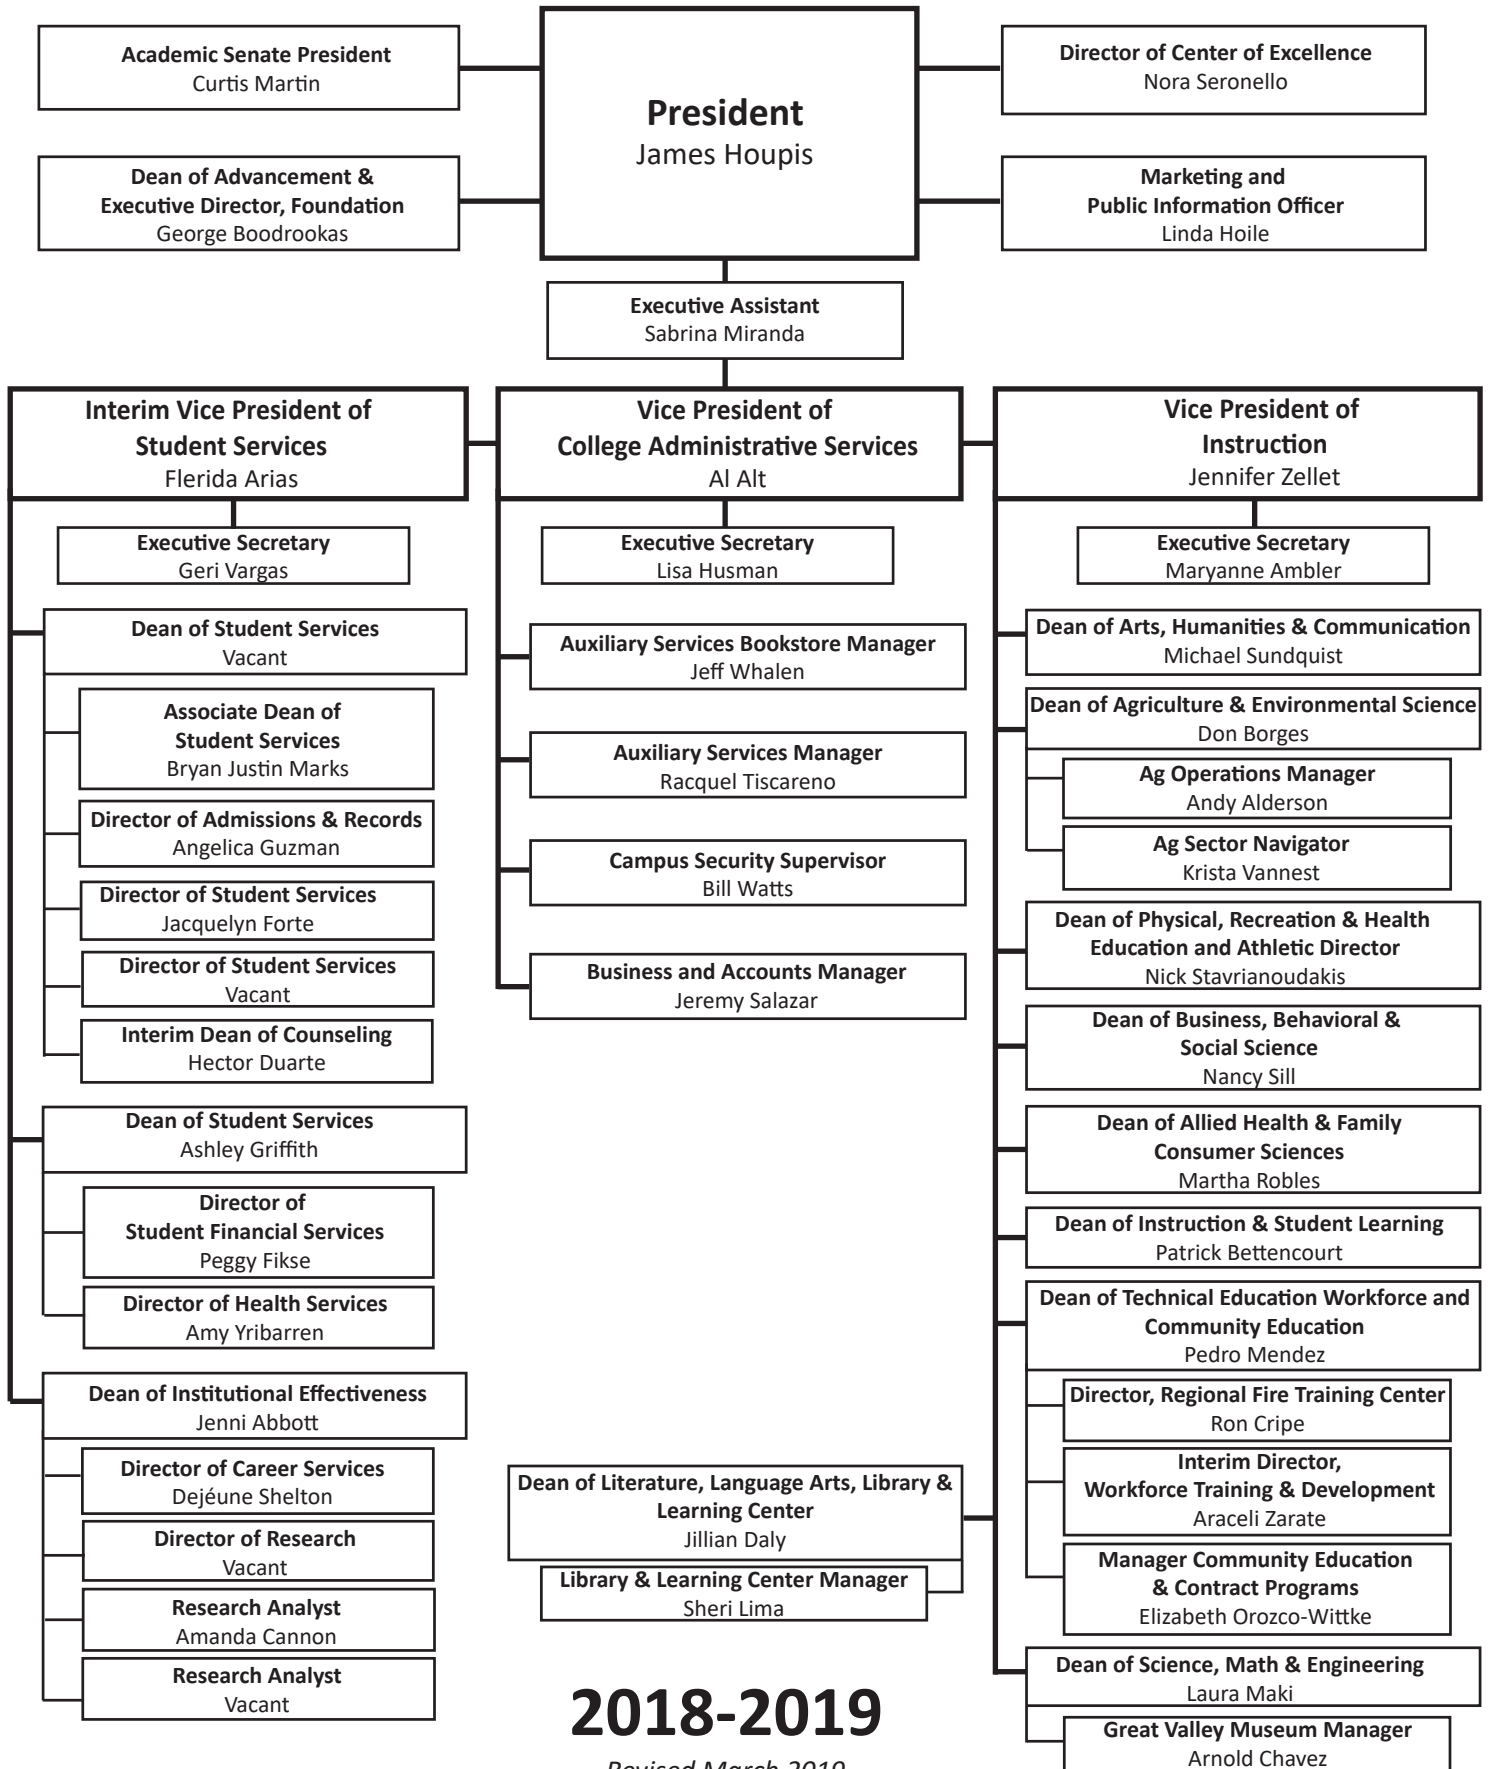 Academic Senate President
Curtis Martin
Dean of Advancement &
Executive Director, Foundation
George Boodrookas
President
James Houpis
Director of Center of Excellence
Nora Seronello
Marketing and
Public Information Officer
Linda Hoile
Executive Assistant
Sabrina Miranda
Interim Vice President of
Student Services
Flerida Arias
Executive Secretary
Geri Vargas
Dean of Student Services
Vacant
Associate Dean of
Student Services
Bryan Justin Marks
Director of Admissions & Records
Angelica Guzman
Director of Student Services
Jacquelyn Forte
Director of Student Services
Vacant
Interim Dean of Counseling
Hector Duarte
Dean of Student Services
Ashley Griffith
Director of
Student Financial Services
Peggy Fikse
Director of Health Services
Amy Yribarren
Dean of Institutional Effectiveness
Jenni Abbott
Director of Career Services
Dejéune Shelton
Director of Research
Vacant
Research Analyst
Amanda Cannon
Research Analyst
Vacant
Vice President of
College Administrative Services
Al Alt
Executive Secretary
Lisa Husman
Auxiliary Services Bookstore Manager
Jeff Whalen
Auxiliary Services Manager
Racquel Tiscareno
Campus Security Supervisor
Bill Watts
Business and Accounts Manager
Jeremy Salazar
Vice President of
Instruction
Jennifer Zellet
Executive Secretary
Maryanne Ambler
Dean of Arts, Humanities & Communication
Michael Sundquist
Dean of Agriculture & Environmental Science
Don Borges
Ag Operations Manager
Andy Alderson
Ag Sector Navigator
Krista Vannest
Dean of Physical, Recreation & Health
Education and Athletic Director
Nick Stavrianoudakis
Dean of Business, Behavioral &
Social Science
Nancy Sill
Dean of Allied Health & Family
Consumer Sciences
Martha Robles
Dean of Instruction & Student Learning
Patrick Bettencourt
Dean of Technical Education Workforce and
Community Education
Pedro Mendez
Director, Regional Fire Training Center
Ron Cripe
Interim Director,
Workforce Training & Development
Araceli Zarate
Manager Community Education
& Contract Programs
Elizabeth Orozco-Wittke
Dean of Literature, Language Arts, Library &
Learning Center
Jillian Daly
Library & Learning Center Manager
Sheri Lima
Dean of Science, Math & Engineering
Laura Maki
Great Valley Museum Manager
Arnold Chavez
2018-2019
Revised March 2019